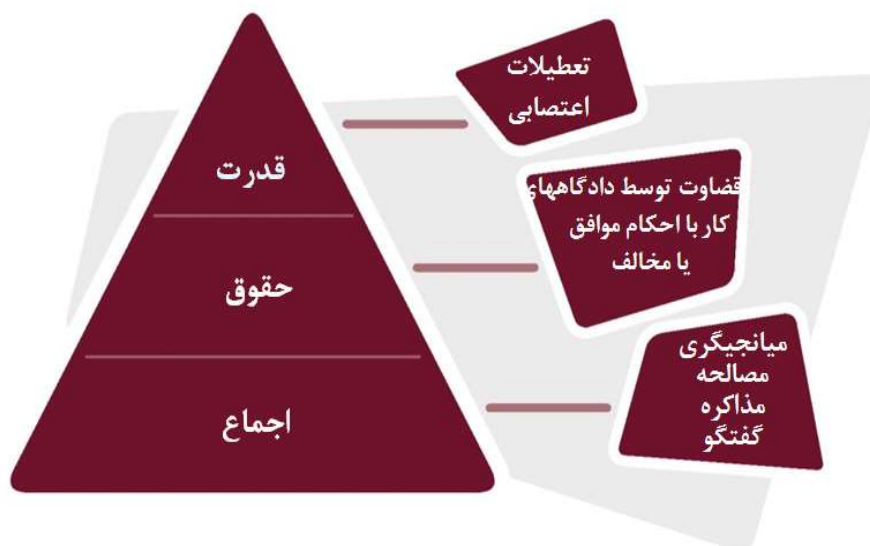 تعطیلات
اعتصابی
قدرت
قضاوت توسط دادگاههای
کار با احکام موافق
یا مخالف
حقوق
میانجیگری
مصالحه
مذاکره
گفتگو
اجماع